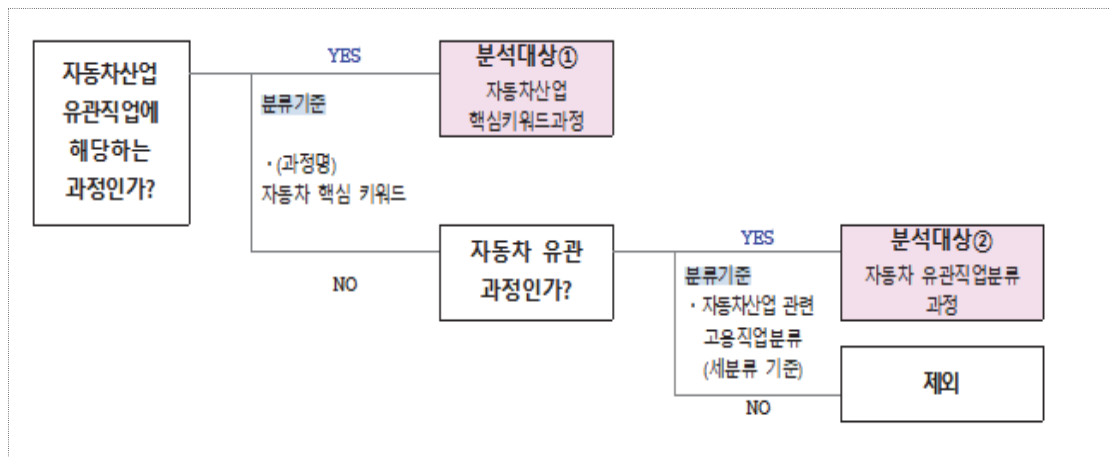 자동차산업
유관직업에
해당하는
과정인가?
YES
분류기준
·(과정명)
자동차 핵심 키워드
분석대상①
자동차산업
핵심키워드과정
NO
자동차 유관
과정인가?
YES
분류기준
·자동차산업 관련
고용직업분류
(세분류 기준)
분석대상②
자동차 유관직업분류
과정
NO
제외